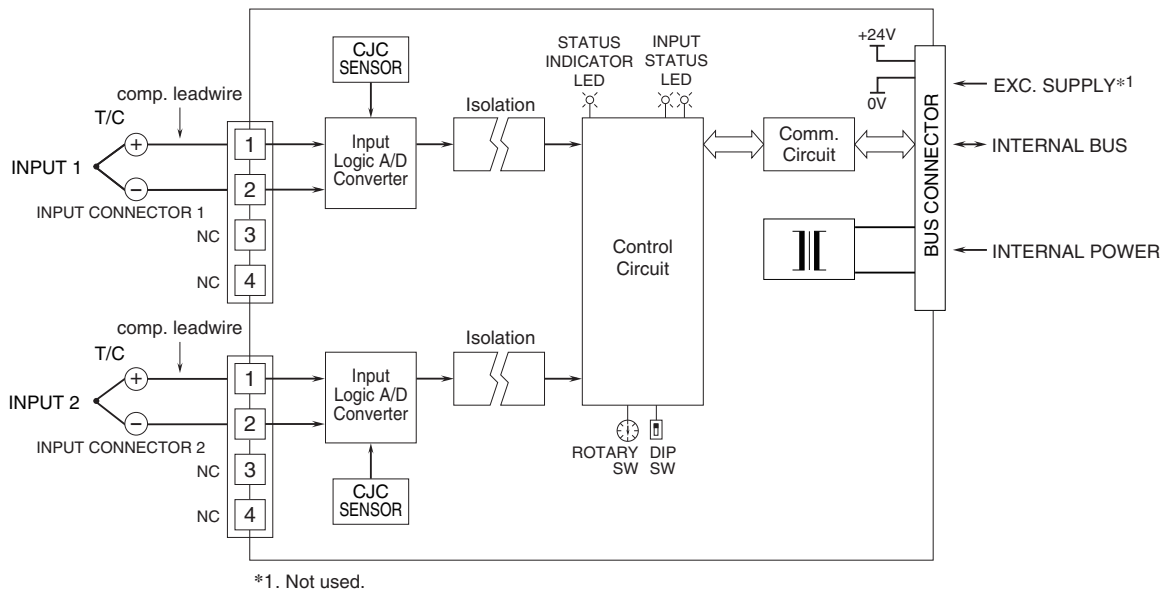 STATUS
INDICATOR
LED
INPUT
STATUS
LED
+24V
0V
BUS CONNECTOR
EXC. SUPPLY*1
INTERNAL BUS
INTERNAL POWER
CJC
SENSOR
comp. leadwire
T/C
+
−
INPUT 1
INPUT CONNECTOR 1
1
2
NC 3
NC 4
Input
Logic A/D
Converter
Isolation
Control
Circuit
Comm.
Circuit
comp. leadwire
T/C
+
−
INPUT 2
INPUT CONNECTOR 2
1
2
NC 3
NC 4
Input
Logic A/D
Converter
Isolation
CJC
SENSOR
ROTARY
SW
DIP
SW
*1. Not used.